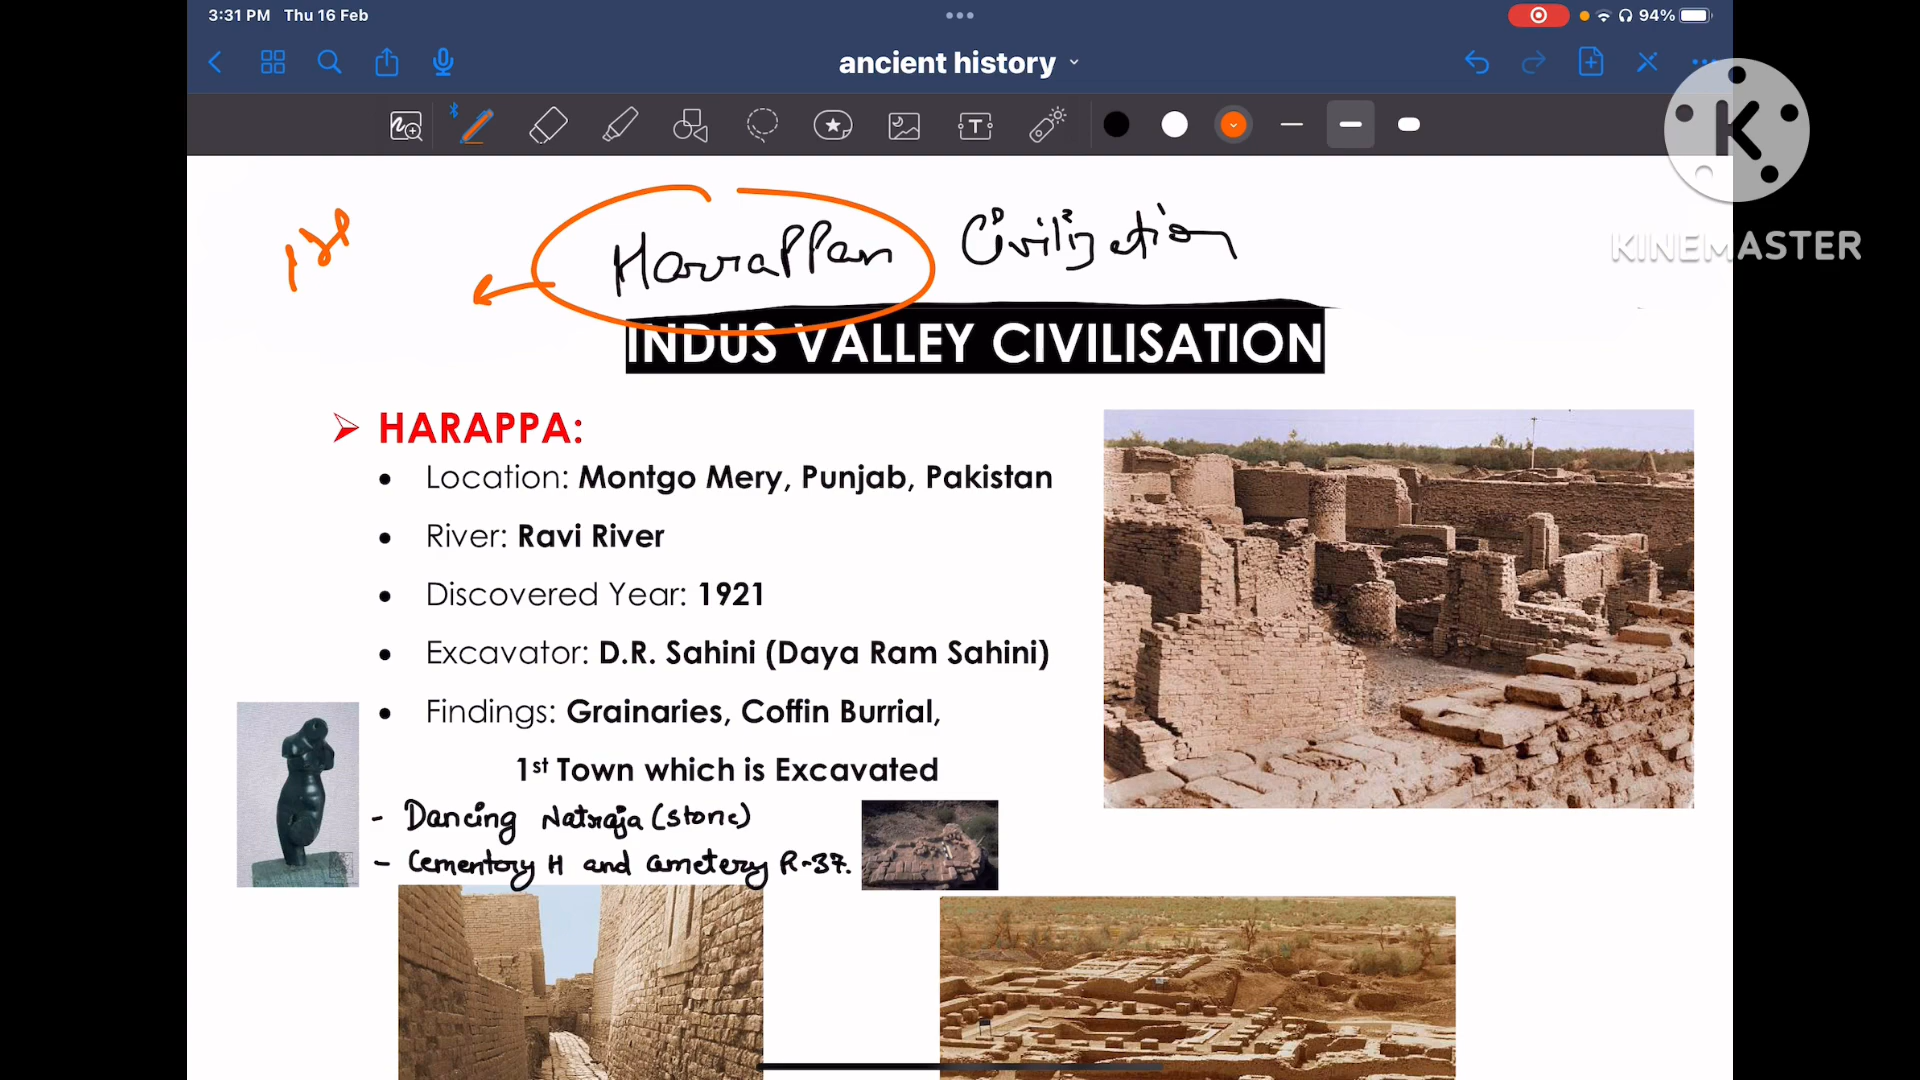 3:31 PM Thu 16 Feb
94%
ancient history
T
K
KINEMASTER
1st
Harrappan Civilization
INDUS VALLEY CIVILISATION
➢ HARAPPA:
• Location: Montgo Mery, Punjab, Pakistan
• River: Ravi River
• Discovered Year: 1921
• Excavator: D.R. Sahini (Daya Ram Sahini)
• Findings: Grainaries, Coffin Burrial,
1st Town which is Excavated
- Dancing Natraja (stone)
- Cementory H and Cemetery R-37.